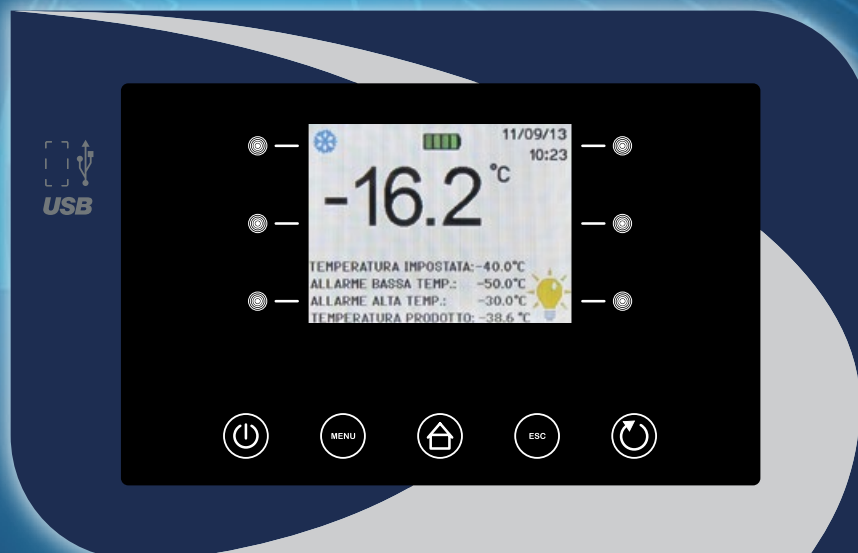 USB
11/09/13
10:23
-16.2 °C
TEMPERATURA IMPOSTATA:-40.0°C
ALLARME BASSA TEMP.: -50.0°C
ALLARME ALTA TEMP.: -30.0°C
TEMPERATURA PRODOTTO: -38.6 °C
MENU
ESC